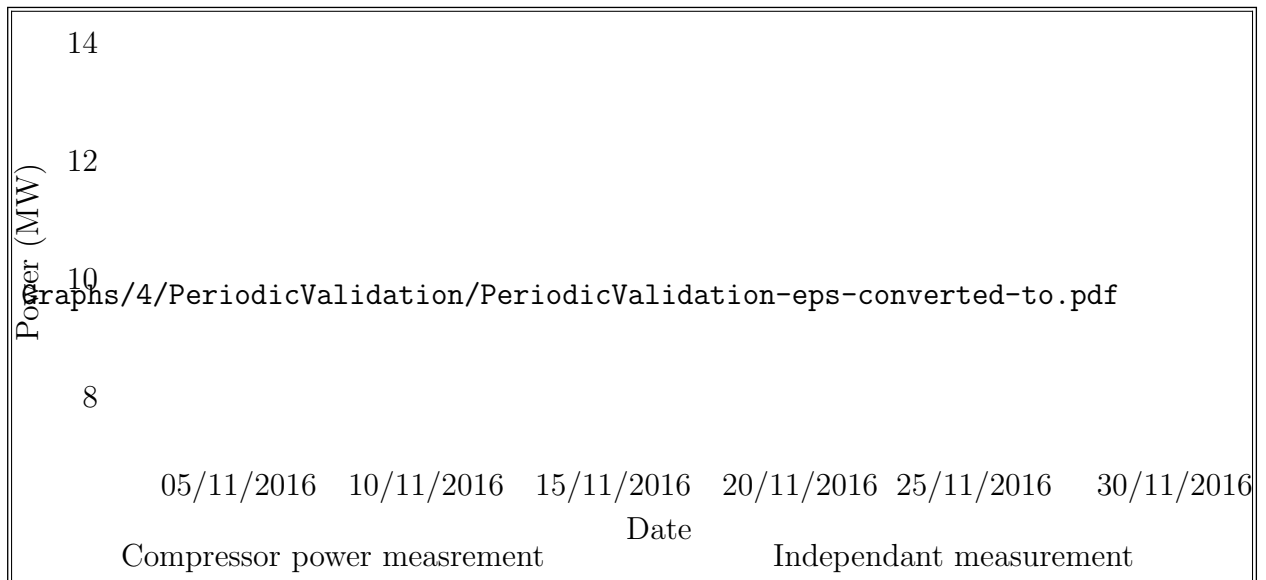 14
12
Power (MW)
10
Graphs/4/PeriodicValidation/PeriodicValidation-eps-converted-to.pdf
8
05/11/2016 10/11/2016 15/11/2016 20/11/2016 25/11/2016 30/11/2016
Date
Compressor power measrement Independant measurement